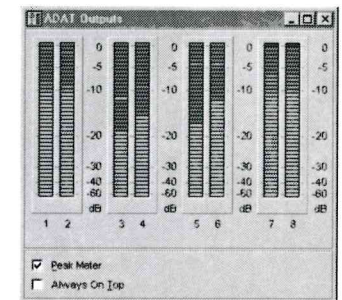 ADAT Outputs
0 0 0 0
-5 -5 -5 -5
-10 -10 -10 -10
-20 -20 -20 -20
-30 -30 -30 -30
-40 -40 -40 -40
-60 -60 -60 -60
dB dB dB dB
1 2 3 4 5 6 7 8
Peak Meter
Always On Top